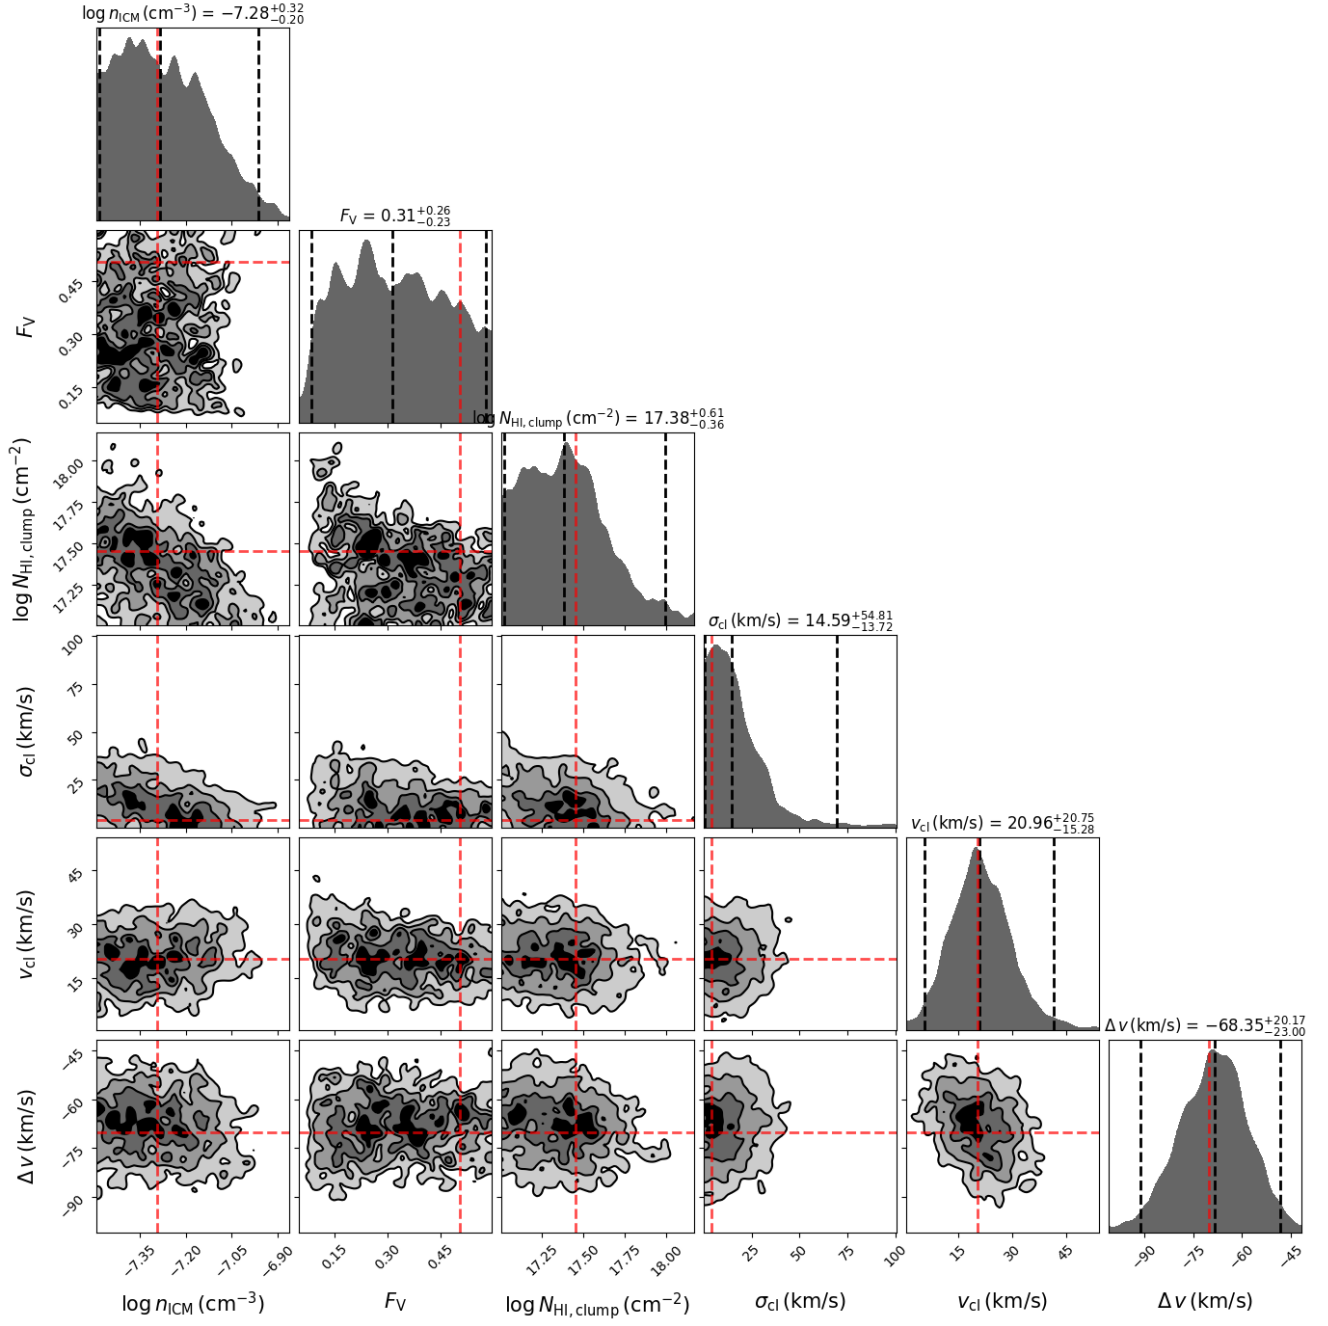 log n_ICM (cm⁻³) = −7.28 +0.32 −0.20
F_V = 0.31 +0.26 −0.23
0.45
0.30
0.15
F_V
log N_HI,clump (cm⁻²) = 17.38 +0.61 −0.36
18.00
17.75
17.50
17.25
log N_HI,clump (cm⁻²)
σ_cl (km/s) = 14.59 +54.81 −13.72
100
75
50
25
σ_cl (km/s)
v_cl (km/s) = 20.96 +20.75 −15.28
45
30
15
v_cl (km/s)
Δv (km/s) = −68.35 +20.17 −23.00
−45
−60
−75
−90
Δv (km/s)
−7.35 −7.20 −7.05 −6.90 0.15 0.30 0.45 17.25 17.50 17.75 18.00 25 50 75 100 15 30 45 −90 −75 −60 −45
log n_ICM (cm⁻³) F_V log N_HI,clump (cm⁻²) σ_cl (km/s) v_cl (km/s) Δv (km/s)